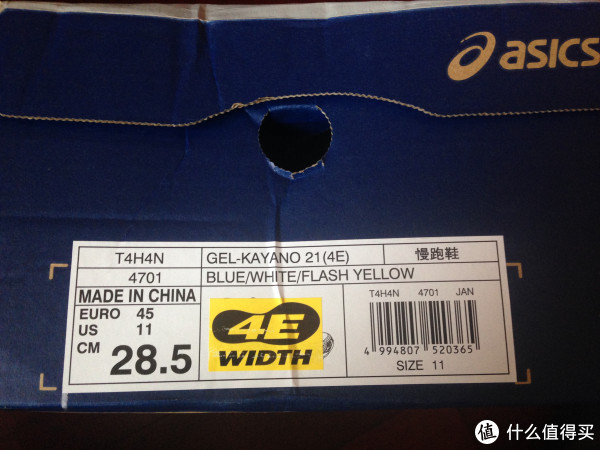 asics
T4H4N GEL-KAYANO 21(4E) 慢跑鞋
4701 BLUE/WHITE/FLASH YELLOW
MADE IN CHINA
EURO 45
US 11
CM 28.5
4E
WIDTH
T4H4N 4701 JAN
4 994807 520365
SIZE 11
值 什么值得买